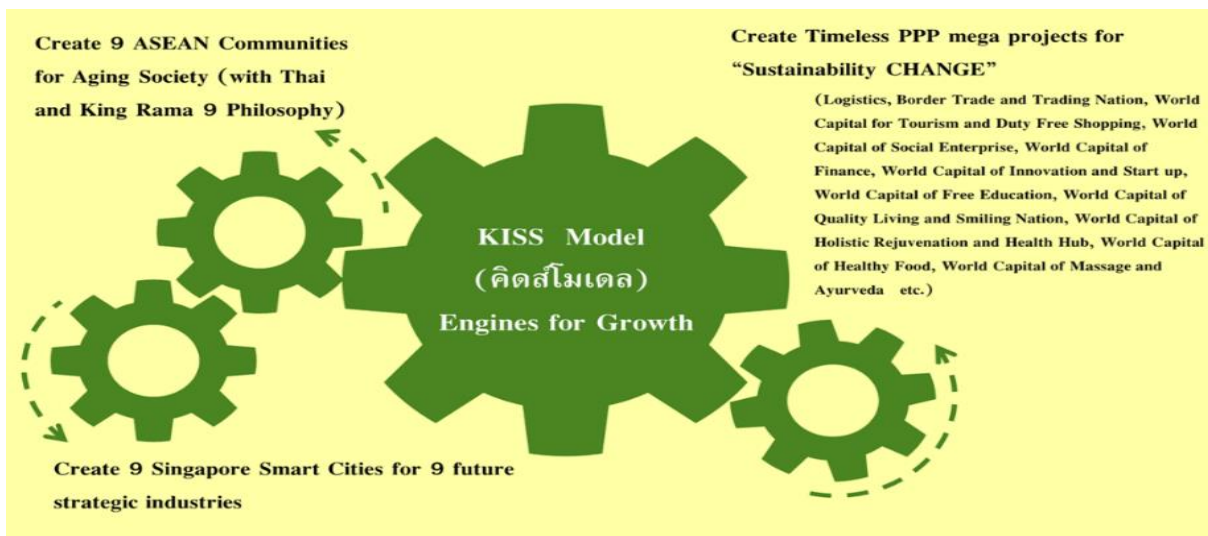 Create 9 ASEAN Communities
for Aging Society (with Thai
and King Rama 9 Philosophy)
Create Timeless PPP mega projects for
“Sustainability CHANGE”
(Logistics, Border Trade and Trading Nation, World
Capital for Tourism and Duty Free Shopping, World
Capital of Social Enterprise, World Capital of
Finance, World Capital of Innovation and Start up,
World Capital of Free Education, World Capital of
Quality Living and Smiling Nation, World Capital of
Holistic Rejuvenation and Health Hub, World Capital
of Healthy Food, World Capital of Massage and
Ayurveda etc.)
KISS Model
(คิดส์โมเดล)
Engines for Growth
Create 9 Singapore Smart Cities for 9 future
strategic industries